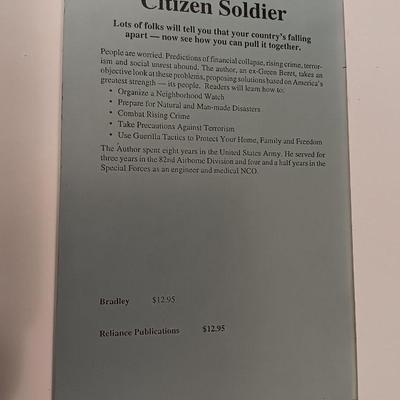 Citizen Soldier
Lots of folks will tell you that your country's falling
apart — now see how you can pull it together.
People are worried. Predictions of financial collapse, rising crime, terror-
ism and social unrest abound. The author, an ex-Green Beret, takes an
objective look at these problems, proposing solutions based on America's
greatest strength — its people. Readers will learn how to:
• Organize a Neighborhood Watch
• Prepare for Natural and Man-made Disasters
• Combat Rising Crime
• Take Precautions Against Terrorism
• Use Guerilla Tactics to Protect Your Home, Family and Freedom
The Author spent eight years in the United States Army. He served for
three years in the 82nd Airborne Division and four and a half years in the
Special Forces as an engineer and medical NCO.
Bradley $12.95
Reliance Publications $12.95